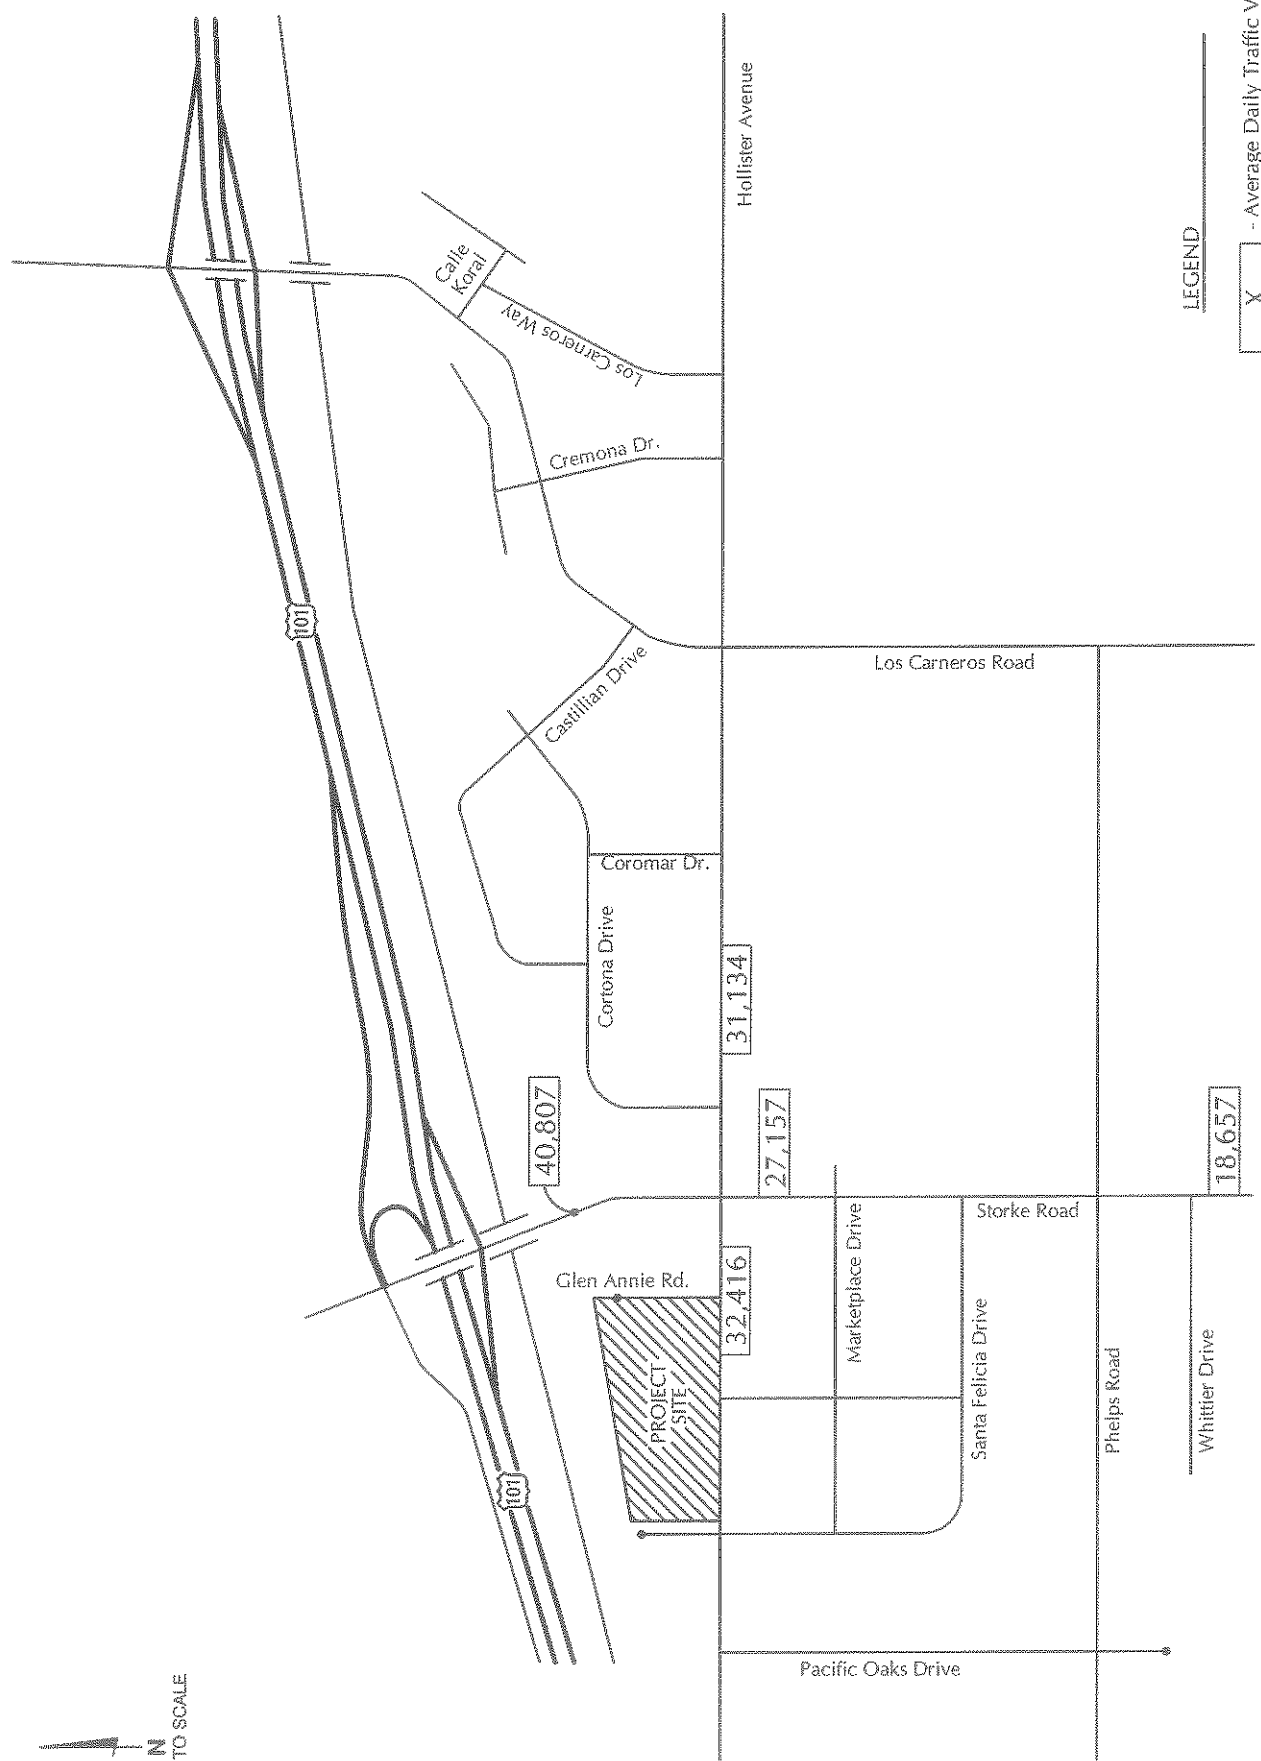 N
TO SCALE
101
Calle
Koral
Los Carneros Way
Cremona Dr.
Hollister Avenue
Castillian Drive
Los Carneros Road
Coromar Dr.
Cortona Drive
31,134
40,807
27,157
Glen Annie Rd.
32,416
PROJECT
SITE
101
Marketplace Drive
Storke Road
18,657
Santa Felicia Drive
Phelps Road
Whittier Drive
Pacific Oaks Drive
LEGEND
X - Average Daily Traffic V